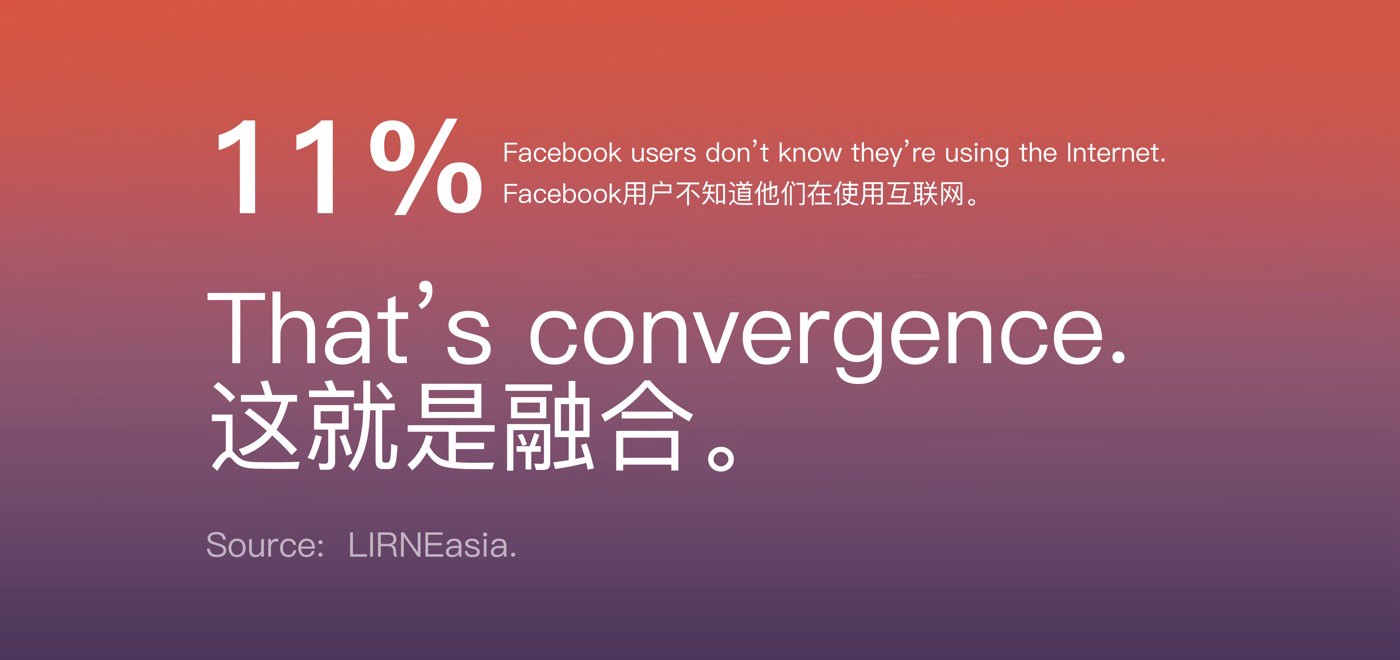 11%
Facebook users don’t know they’re using the Internet.
Facebook用户不知道他们在使用互联网。
That’s convergence.
这就是融合。
Source: LIRNEasia.